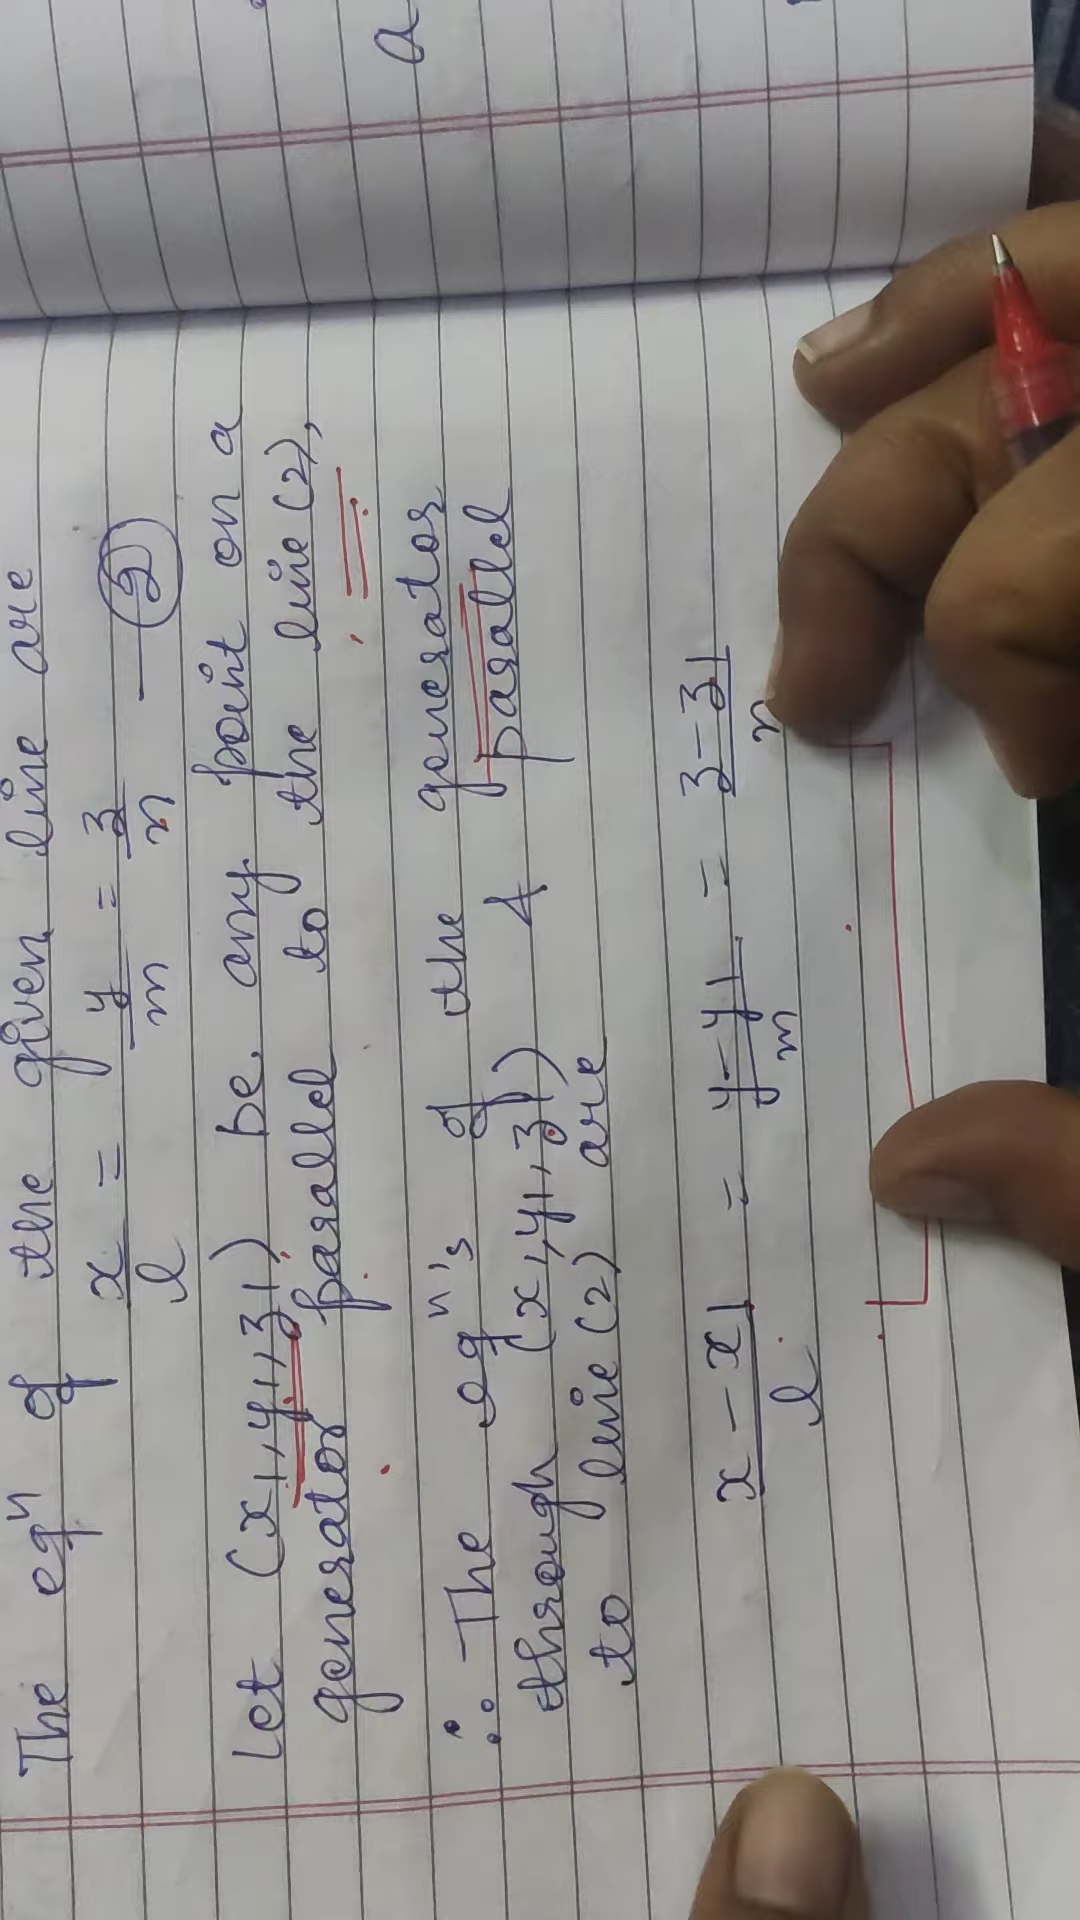 The eqⁿ of the given line are
x/l = y/m = z/n — (2)
Let (x1, y1, z1) be any point on a
generator parallel to the line (2),
∴ The eqⁿ's of the generator
through (x1, y1, z1) & parallel
to line (2) are
x - x1/l = y - y1/m = z - z1/n
a